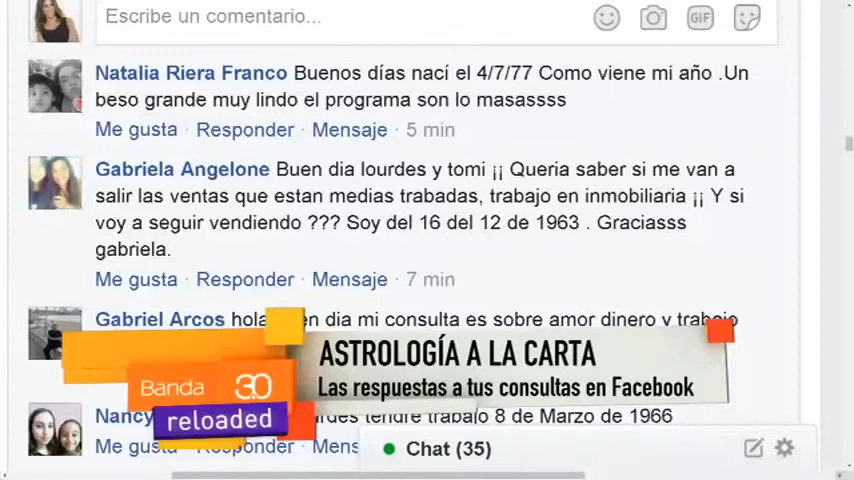 Escribe un comentario...
GIF
Natalia Riera Franco Buenos días nací el 4/7/77 Como viene mi año .Un
beso grande muy lindo el programa son lo masassss
Me gusta · Responder · Mensaje · 5 min
Gabriela Angelone Buen dia lourdes y tomi ¡¡ Queria saber si me van a
salir las ventas que estan medias trabadas, trabajo en inmobiliaria ¡¡ Y si
voy a seguir vendiendo ??? Soy del 16 del 12 de 1963 . Graciasss
gabriela.
Me gusta · Responder · Mensaje · 7 min
Gabriel Arcos hola en dia mi consulta es sobre amor dinero y trabajo
ASTROLOGÍA A LA CARTA
Las respuestas a tus consultas en Facebook
Banda 3.0
reloaded
Nancy tendre trabajo 8 de Marzo de 1966
Me gu
Chat (35)